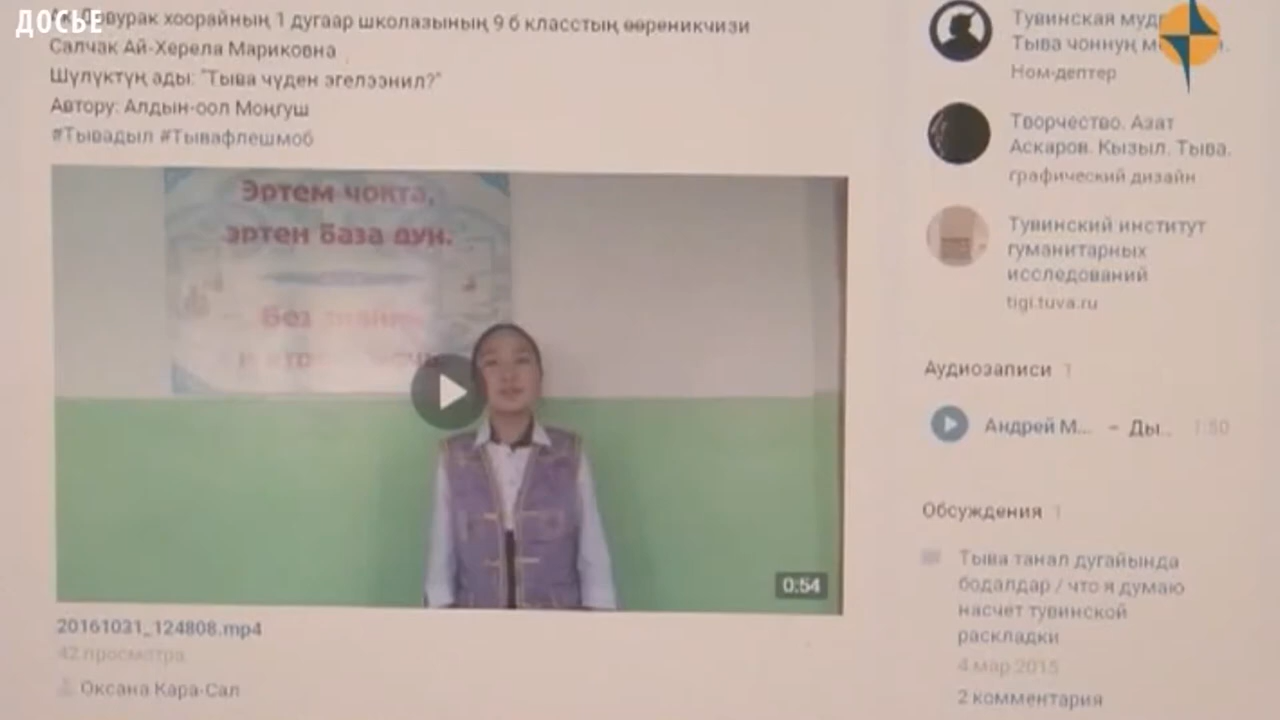 ДОСЬЕ
хоорайның 1 дугаар школазының 9 б класстың өөреникчизи
Салчак Ай-Херела Мариковна
Шүлүктүң ады: "Тыва чүден эгелээнил?"
Автору: Алдын-оол Моңгуш
#Тывадыл #Тывафлешмоб
Эртем чокта,
эртен база дүн.
Без
20161031_124808.mp4
42 просмотра
Оксана Кара-Сал
0:54
Тувинская
Тыва чоннуң
Ном-дептер
Творчество. Азат
Аскаров. Кызыл. Тыва.
графический дизайн
Тувинский институт
гуманитарных
исследований
tigi.tuva.ru
Аудиозаписи 1
Андрей М... – Ды.. 1:50
Обсуждения 1
Тыва танал дугайында
бодалдар / что я думаю
насчет тувинской
раскладки
4 мар 2015
2 комментария